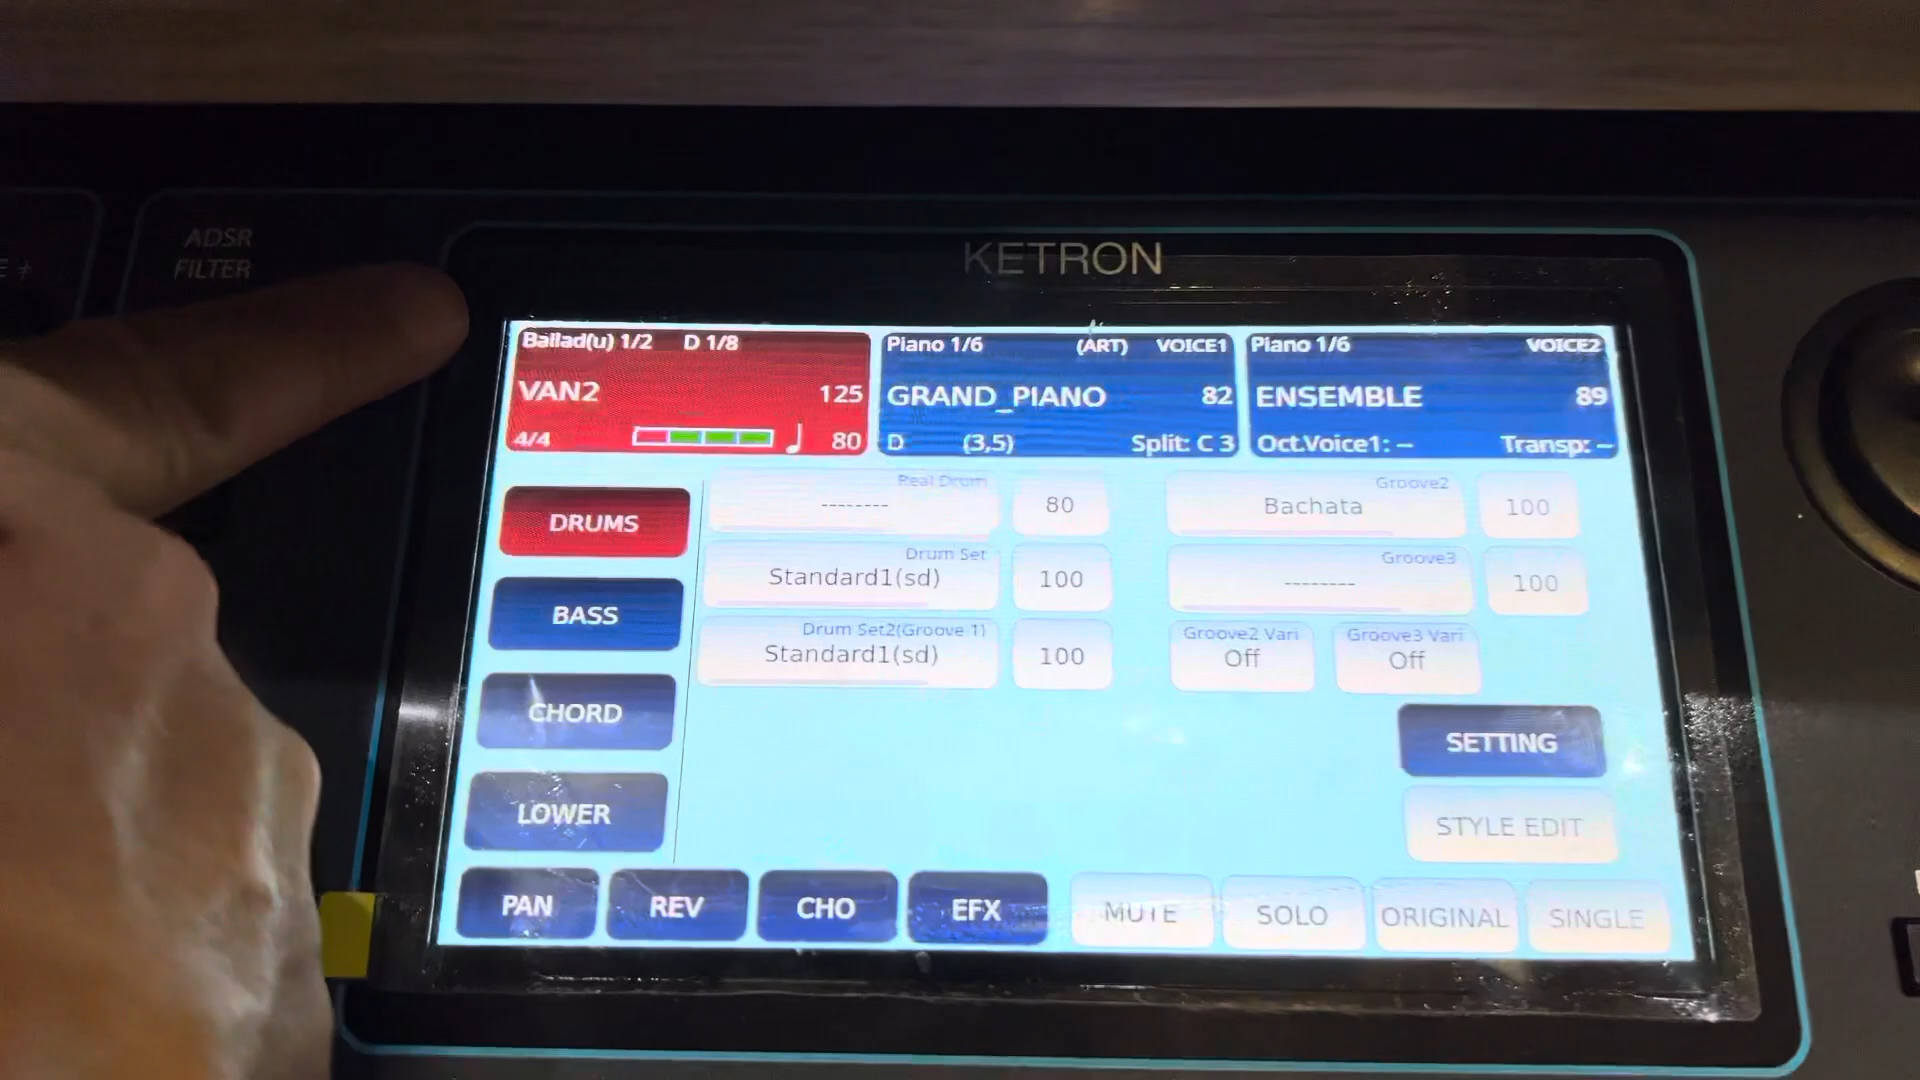 ADSR
FILTER
KETRON
Ballad(u) 1/2 D 1/8
VAN2 125
4/4 80
Piano 1/6 (ART) VOICE1
GRAND_PIANO 82
D (3,5) Split: C 3
Piano 1/6 VOICE2
ENSEMBLE 89
Oct.Voice1: -- Transp: --
DRUMS
BASS
CHORD
LOWER
Real Drum
-------- 80
Drum Set
Standard1(sd) 100
Drum Set2(Groove 1)
Standard1(sd) 100
Groove2
Bachata 100
Groove3
-------- 100
Groove2 Vari
Off
Groove3 Vari
Off
SETTING
STYLE EDIT
PAN REV CHO EFX MUTE SOLO ORIGINAL SINGLE